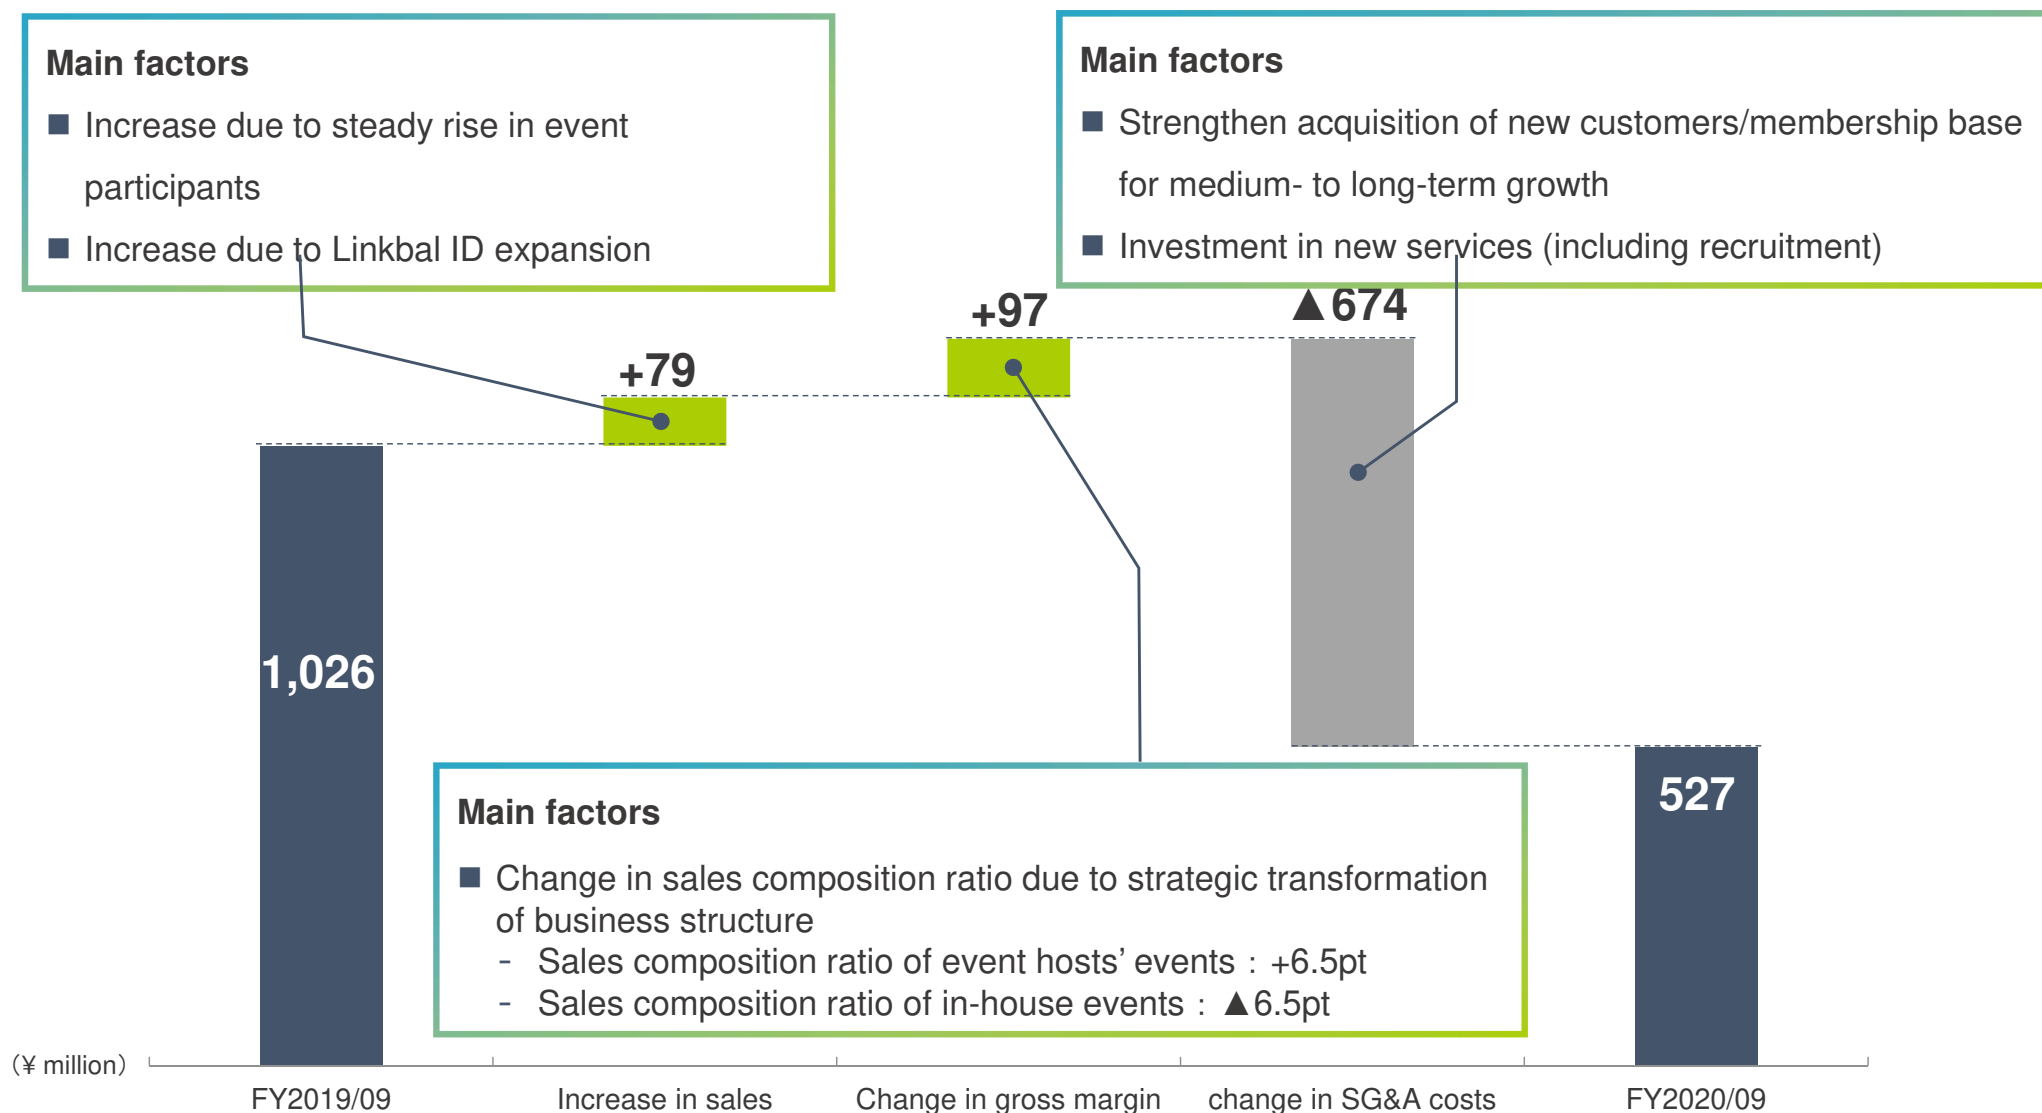 Main factors
■ Increase due to steady rise in event
participants
■ Increase due to Linkbal ID expansion
Main factors
■ Strengthen acquisition of new customers/membership base
for medium- to long-term growth
■ Investment in new services (including recruitment)
+79
+97
▲674
1,026
527
Main factors
■ Change in sales composition ratio due to strategic transformation
of business structure
- Sales composition ratio of event hosts’ events：+6.5pt
- Sales composition ratio of in-house events：▲6.5pt
（¥ million）
FY2019/09
Increase in sales
Change in gross margin
change in SG&A costs
FY2020/09